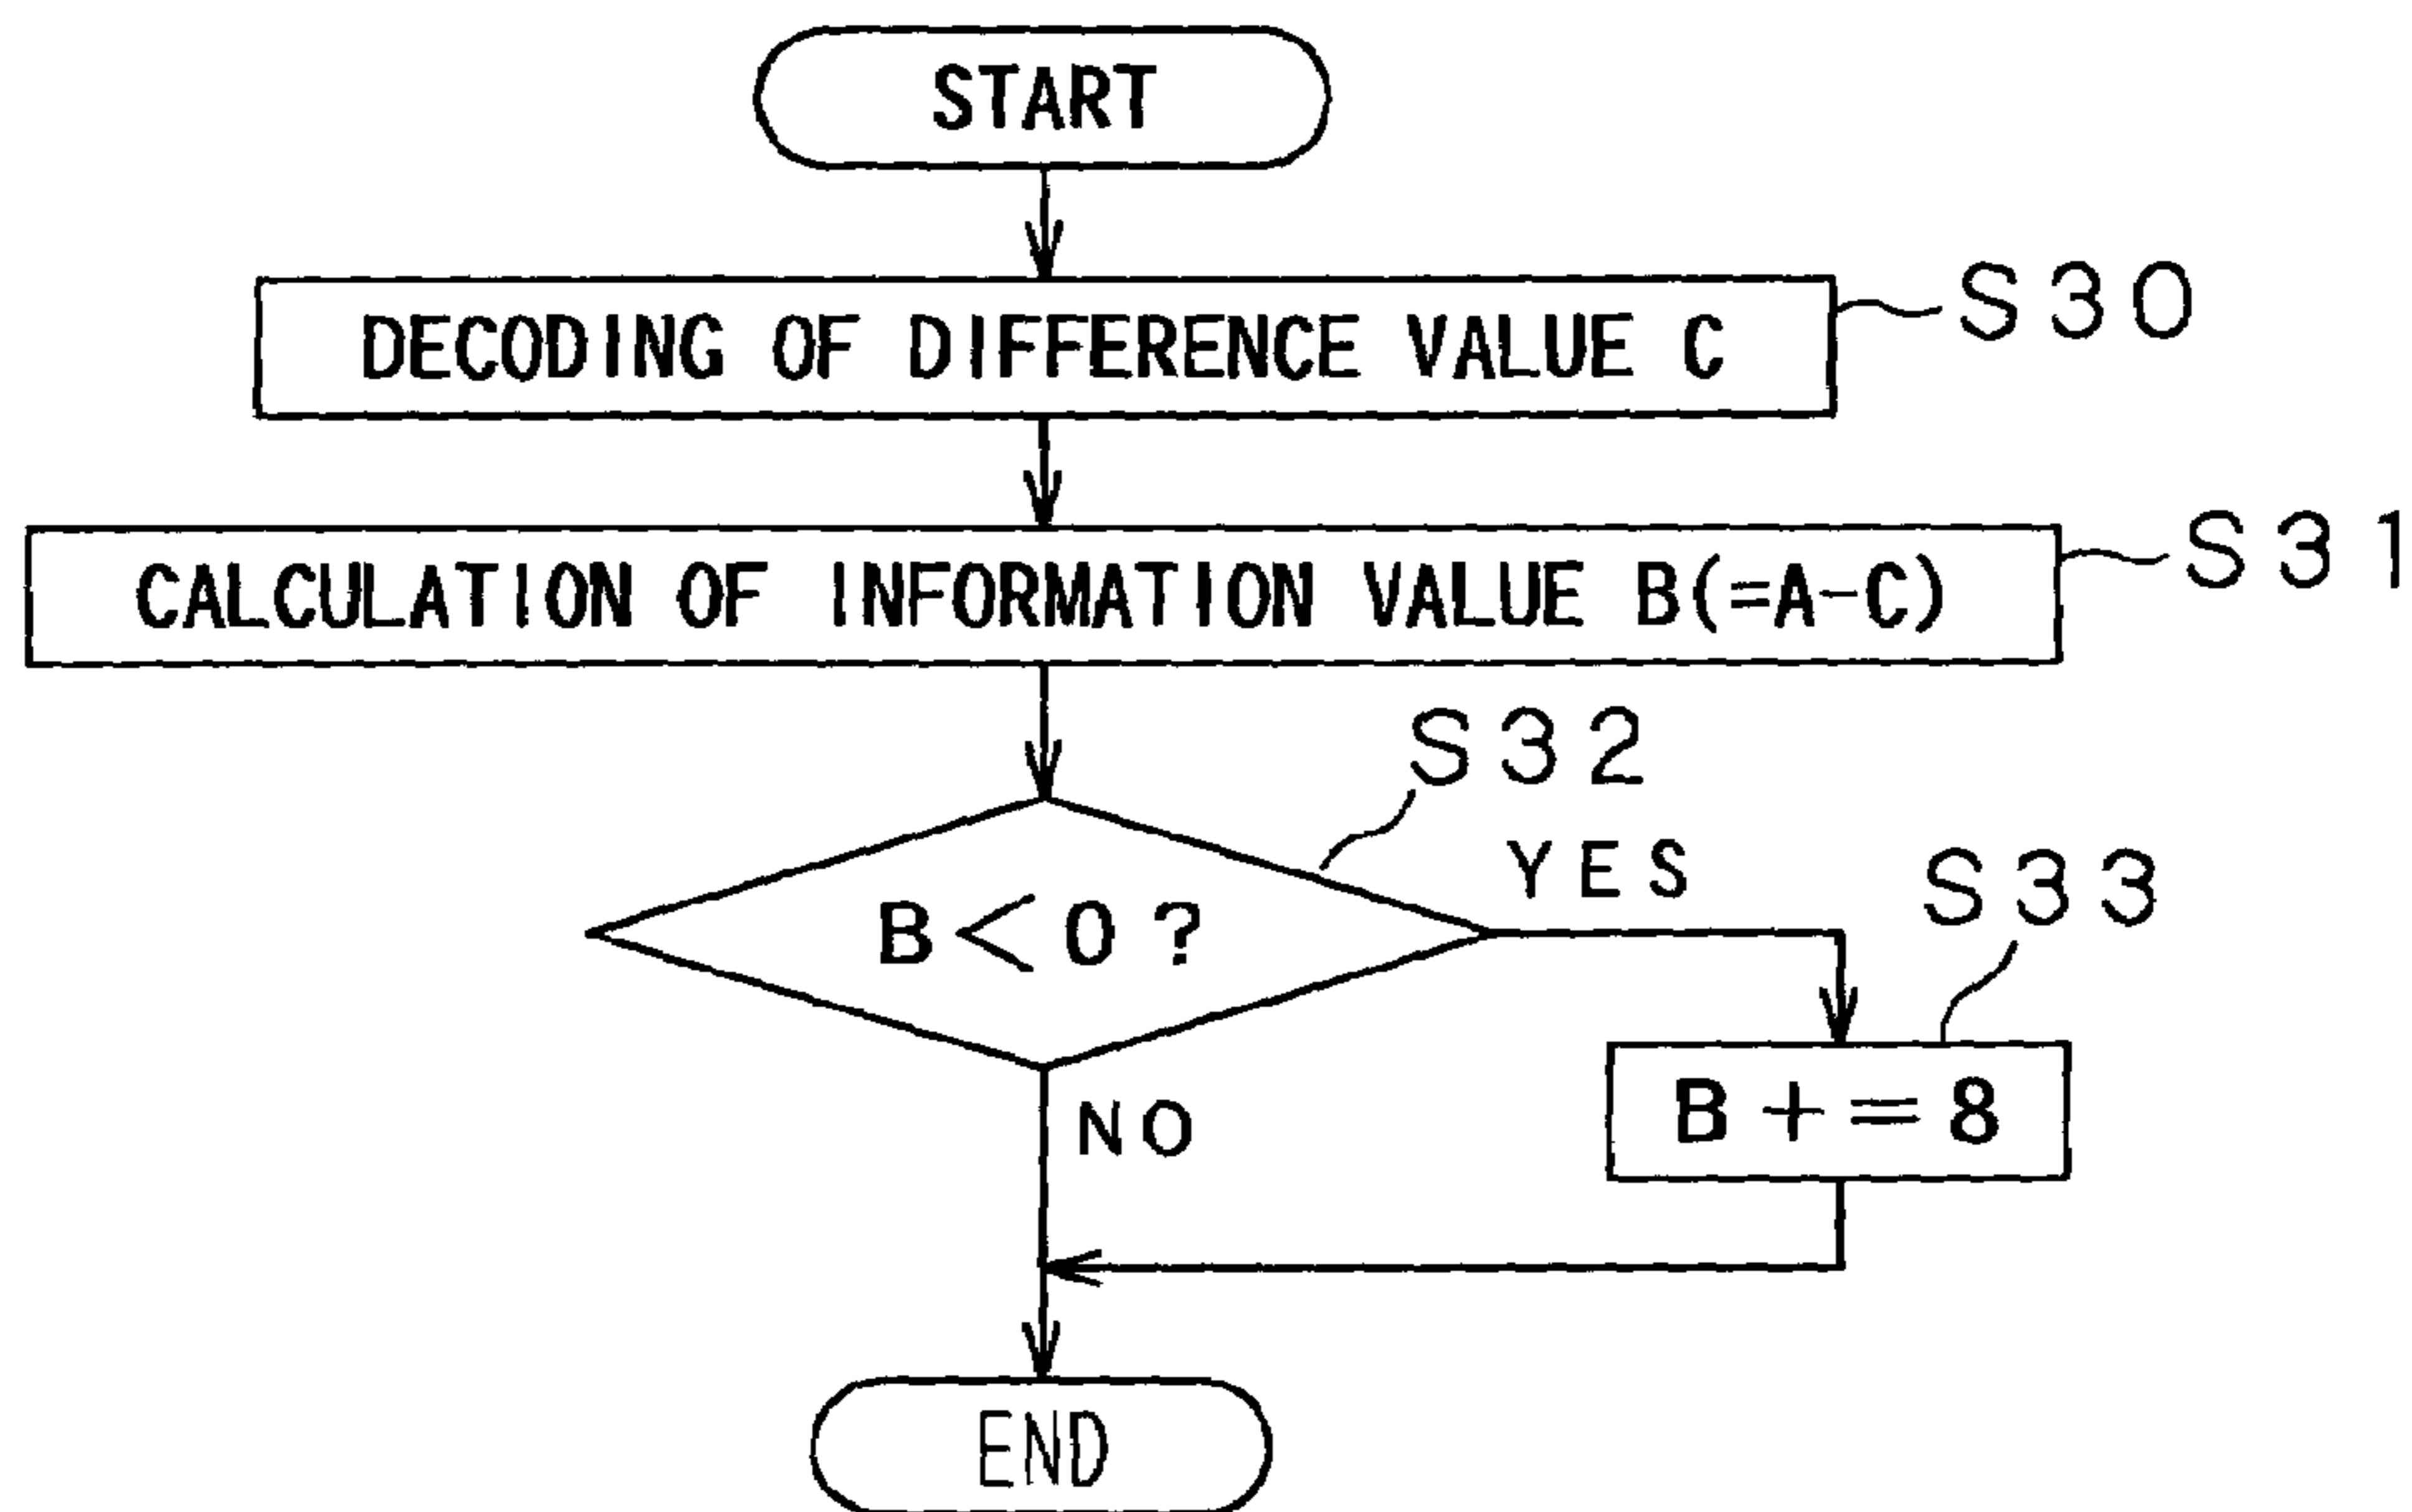 START
DECODING OF DIFFERENCE VALUE C
S30
CALCULATION OF INFORMATION VALUE B(=A-C)
S31
S32
B<0?
YES
S33
B+=8
NO
END